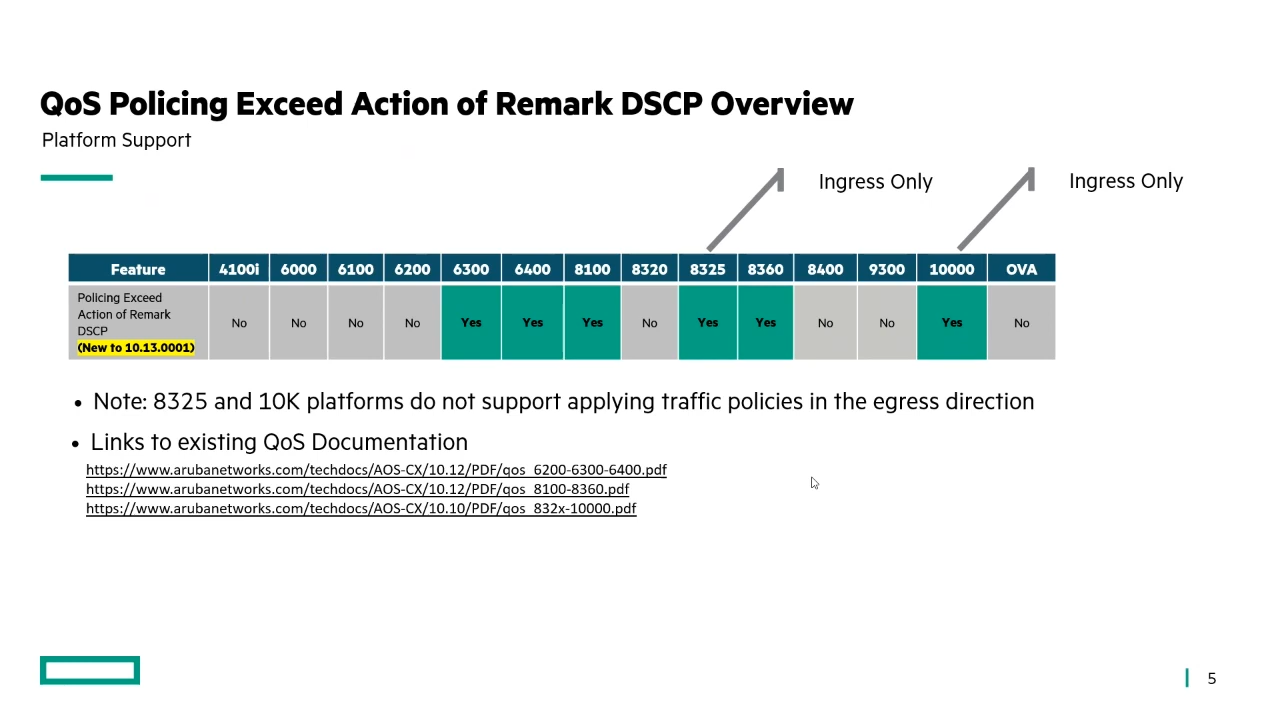 QoS Policing Exceed Action of Remark DSCP Overview
Platform Support
Ingress Only
Ingress Only
Feature 4100i 6000 6100 6200 6300 6400 8100 8320 8325 8360 8400 9300 10000 OVA
Policing Exceed
Action of Remark
DSCP
(New to 10.13.0001)
No No No No Yes Yes Yes No Yes Yes No No Yes No
• Note: 8325 and 10K platforms do not support applying traffic policies in the egress direction
• Links to existing QoS Documentation
https://www.arubanetworks.com/techdocs/AOS-CX/10.12/PDF/qos_6200-6300-6400.pdf
https://www.arubanetworks.com/techdocs/AOS-CX/10.12/PDF/qos_8100-8360.pdf
https://www.arubanetworks.com/techdocs/AOS-CX/10.10/PDF/qos_832x-10000.pdf
5